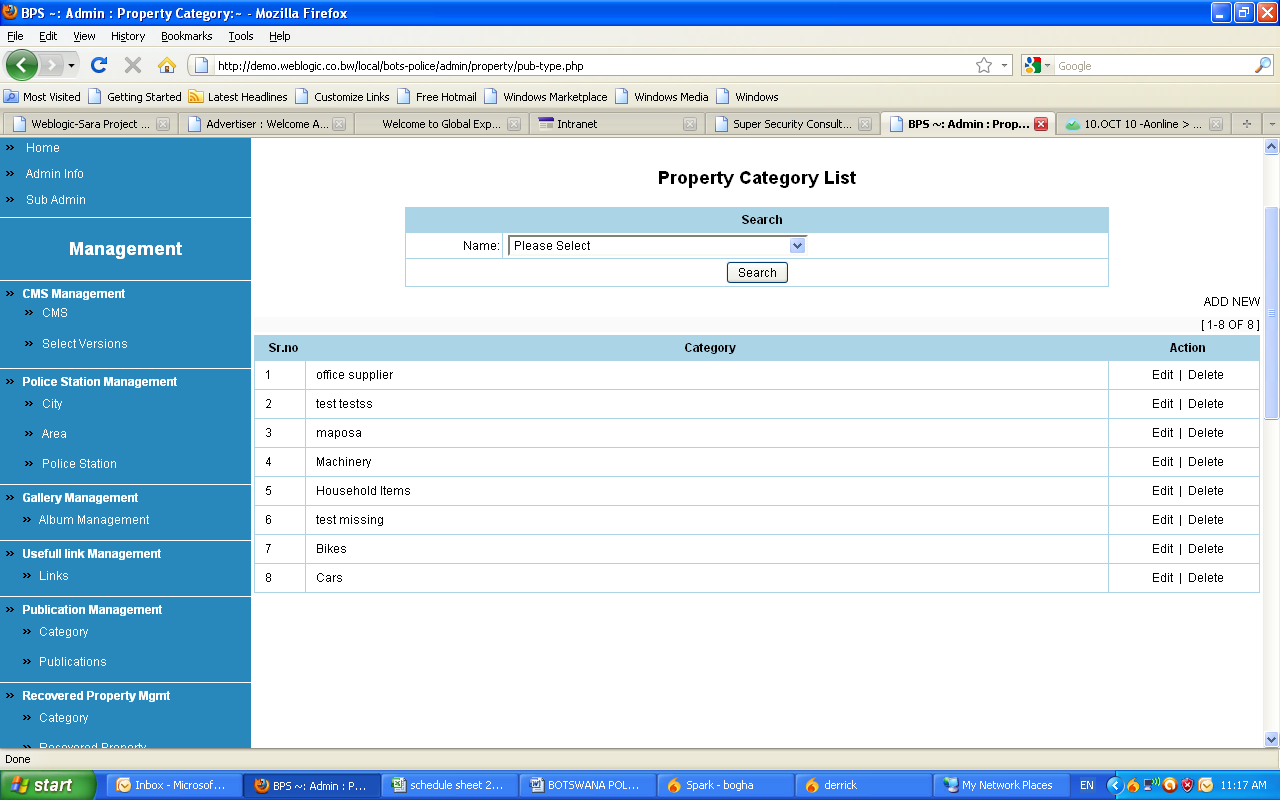 BPS ~: Admin : Property Category:~ - Mozilla Firefox
File Edit View History Bookmarks Tools Help
http://demo.weblogic.co.bw/local/bots-police/admin/property/pub-type.php Google
Most Visited Getting Started Latest Headlines Customize Links Free Hotmail Windows Marketplace Windows Media Windows
Weblogic-Sara Project ... Advertiser : Welcome A... Welcome to Global Exp... Intranet Super Security Consult... BPS ~: Admin : Prop... 10.OCT 10 -Aonline > ...
Home
Admin Info
Sub Admin
Management
CMS Management
CMS
Select Versions
Police Station Management
City
Area
Police Station
Gallery Management
Album Management
Usefull link Management
Links
Publication Management
Category
Publications
Recovered Property Mgmt
Category
Recovered Property
Property Category List
Search
Name: Please Select
Search
ADD NEW
[ 1-8 OF 8 ]
Sr.no Category Action
1 office supplier Edit | Delete
2 test testss Edit | Delete
3 maposa Edit | Delete
4 Machinery Edit | Delete
5 Household Items Edit | Delete
6 test missing Edit | Delete
7 Bikes Edit | Delete
8 Cars Edit | Delete
Done
start Inbox - Microsof... BPS ~: Admin : P... schedule sheet 2... BOTSWANA POL... Spark - bogha derrick My Network Places EN 11:17 AM